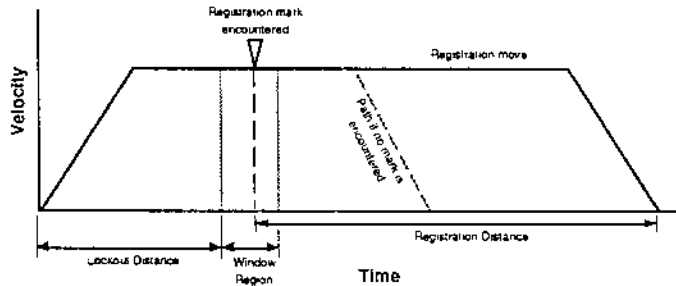 Registration mark
encountered
Registration move
Velocity
Path if no mark is
encountered
Registration Distance
Lockout Distance
Window
Region
Time